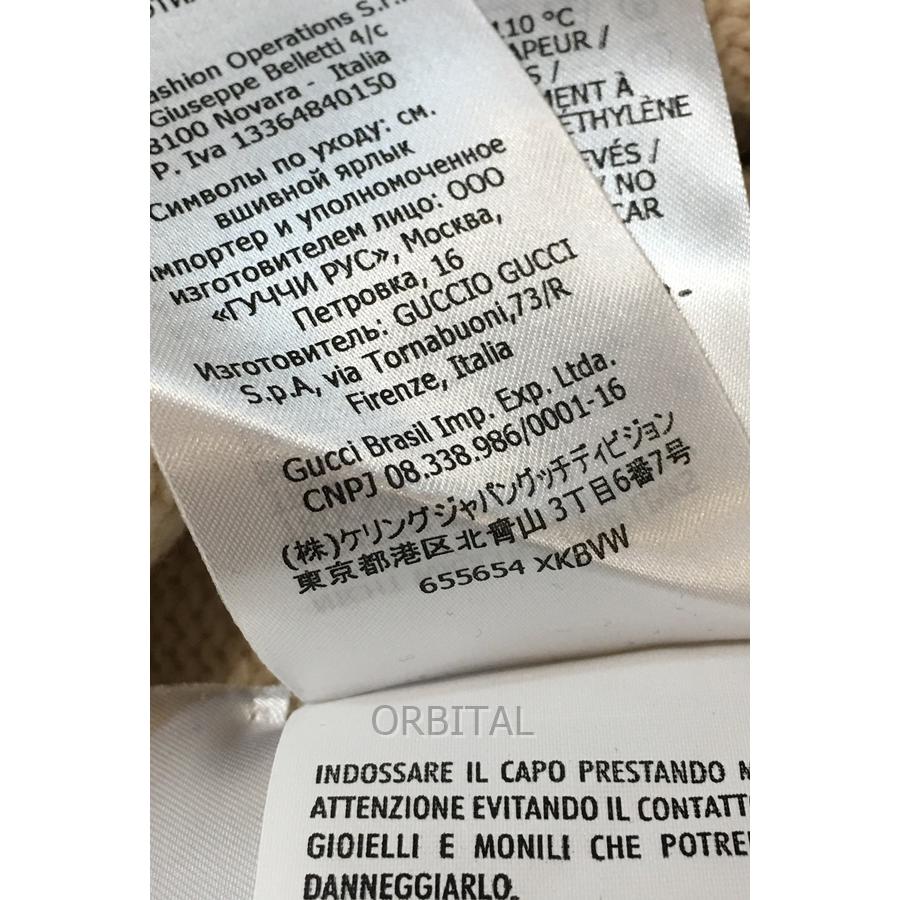 ashion Operations S.r.
Giuseppe Belletti 4/c
8100 Novara - Italia
P. Iva 13364840150
Символы по уходу: см.
вшивной ярлык
мпортер и уполномоченное
изготовителем лицо: ООО
«ГУЧЧИ РУС», Москва,
Петровка, 16
Изготовитель: GUCCIO GUCCI
S.p.A, via Tornabuoni,73/R
Firenze, Italia
Gucci Brasil Imp. Exp. Ltda.
CNPJ 08.338.986/0001-16
(株)ケリングジャパングッチディビジョン
東京都港区北青山 3丁目6番7号
655654 XKBVW
110 °C
APEUR /
S /
MENT À
ÉTHYLÈNE
EVÉS /
NO
CAR
ORBITAL
INDOSSARE IL CAPO PRESTANDO
ATTENZIONE EVITANDO IL CONTATT
GIOIELLI E MONILI CHE POTRE
DANNEGGIARLO.